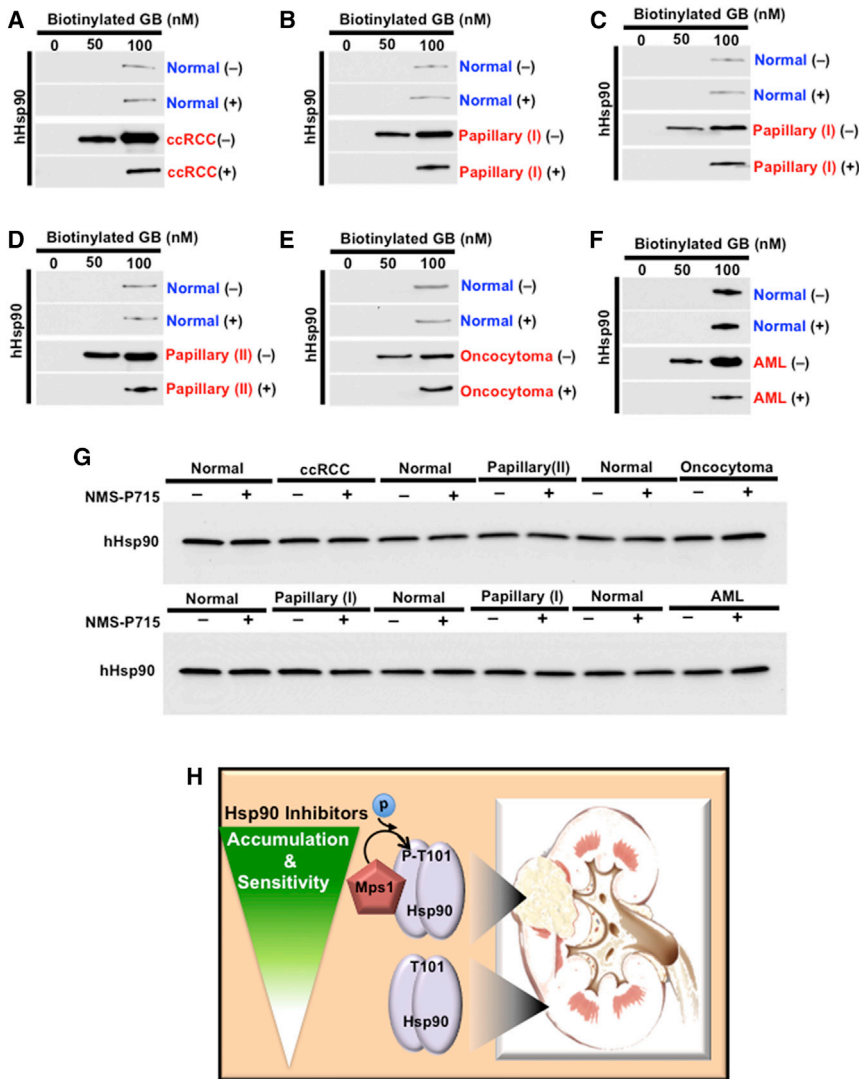 A
Biotinylated GB (nM)
0 50 100
hHsp90
Normal (–)
Normal (+)
ccRCC(–)
ccRCC(+)
B
Biotinylated GB (nM)
0 50 100
hHsp90
Normal (–)
Normal (+)
Papillary (I) (–)
Papillary (I) (+)
C
Biotinylated GB (nM)
0 50 100
hHsp90
Normal (–)
Normal (+)
Papillary (I) (–)
Papillary (I) (+)
D
Biotinylated GB (nM)
0 50 100
hHsp90
Normal (–)
Normal (+)
Papillary (II) (–)
Papillary (II) (+)
E
Biotinylated GB (nM)
0 50 100
hHsp90
Normal (–)
Normal (+)
Oncocytoma (–)
Oncocytoma (+)
F
Biotinylated GB (nM)
0 50 100
hHsp90
Normal (–)
Normal (+)
AML (–)
AML (+)
G
Normal ccRCC Normal Papillary(II) Normal Oncocytoma
NMS-P715 – + – + – + – + – + – +
hHsp90
Normal Papillary (I) Normal Papillary (I) Normal AML
NMS-P715 – + – + – + – + – + – +
hHsp90
H
Hsp90 Inhibitors
Accumulation
&
Sensitivity
p
P-T101
Mps1
Hsp90
T101
Hsp90